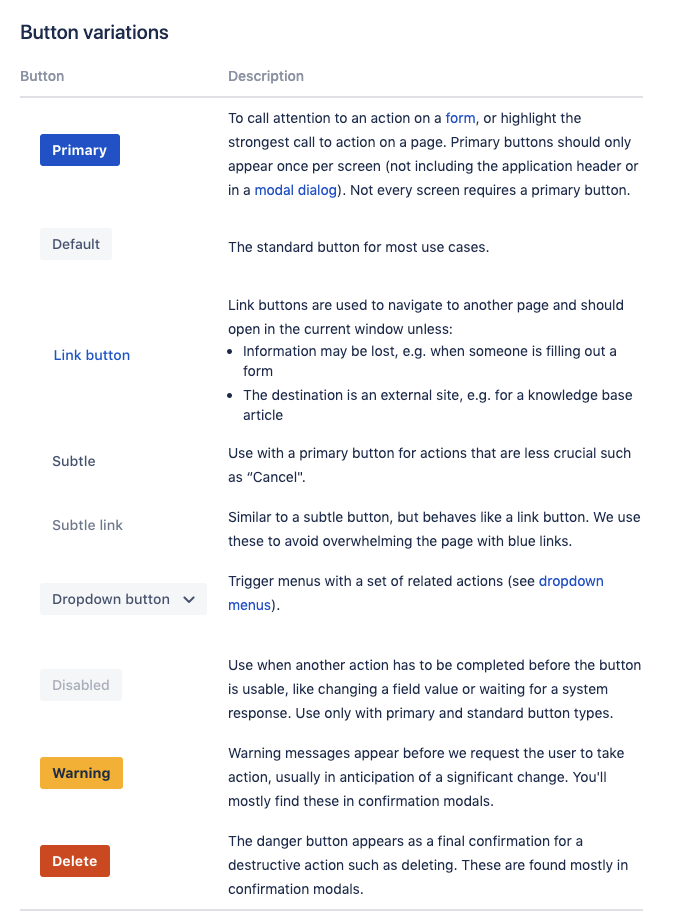 Button variations
Button
Description
Primary
To call attention to an action on a form, or highlight the
strongest call to action on a page. Primary buttons should only
appear once per screen (not including the application header or
in a modal dialog). Not every screen requires a primary button.
Default
The standard button for most use cases.
Link button
Link buttons are used to navigate to another page and should
open in the current window unless:
• Information may be lost, e.g. when someone is filling out a
form
• The destination is an external site, e.g. for a knowledge base
article
Subtle
Use with a primary button for actions that are less crucial such
as “Cancel".
Subtle link
Similar to a subtle button, but behaves like a link button. We use
these to avoid overwhelming the page with blue links.
Dropdown button
Trigger menus with a set of related actions (see dropdown
menus).
Disabled
Use when another action has to be completed before the button
is usable, like changing a field value or waiting for a system
response. Use only with primary and standard button types.
Warning
Warning messages appear before we request the user to take
action, usually in anticipation of a significant change. You'll
mostly find these in confirmation modals.
Delete
The danger button appears as a final confirmation for a
destructive action such as deleting. These are found mostly in
confirmation modals.